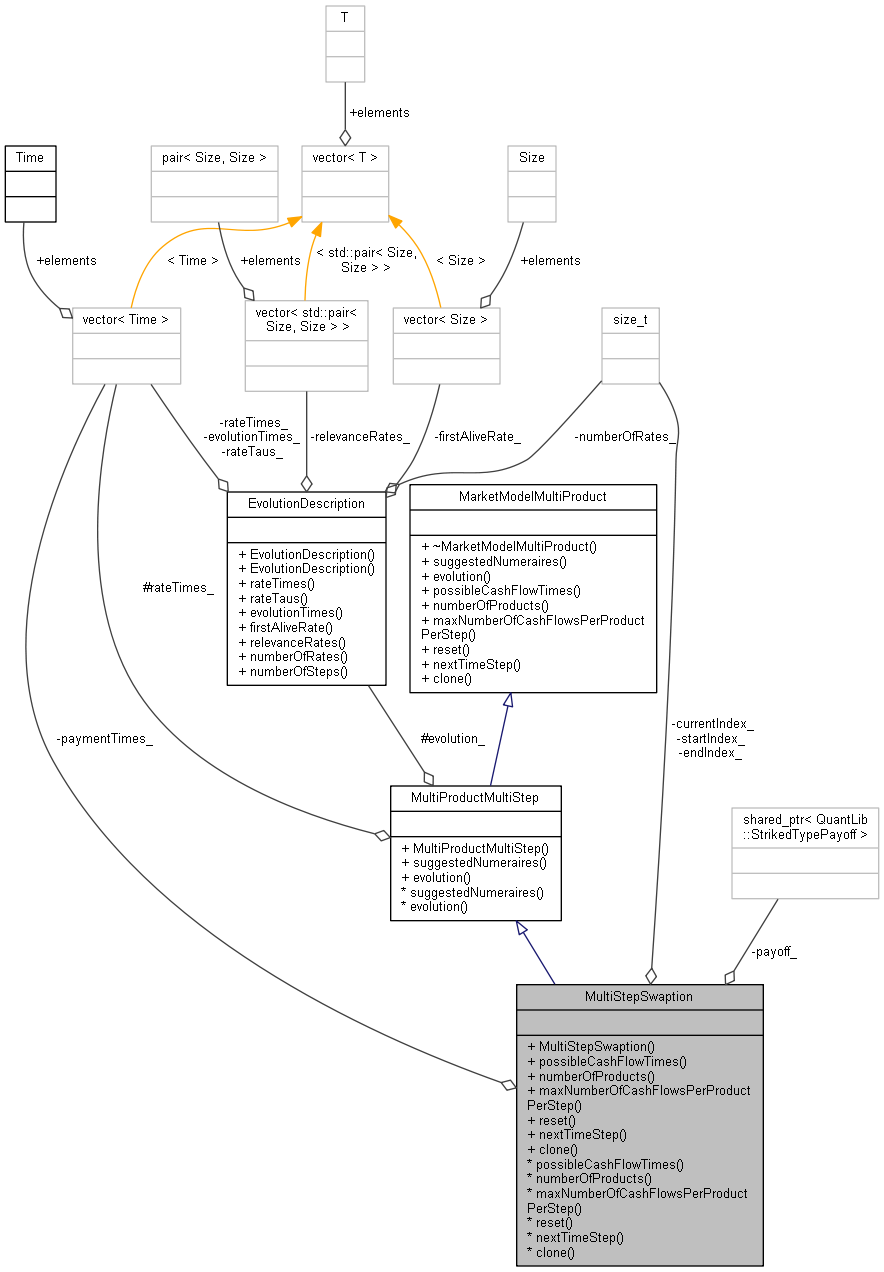 T
+elements
Time
pair< Size, Size >
vector< T >
Size
+elements
< Time >
+elements
< std::pair< Size,
Size > >
< Size >
+elements
vector< Time >
vector< std::pair<
Size, Size > >
vector< Size >
size_t
-rateTimes_
-evolutionTimes_
-rateTaus_
-relevanceRates_
-firstAliveRate_
-numberOfRates_
EvolutionDescription
+ EvolutionDescription()
+ EvolutionDescription()
+ rateTimes()
+ rateTaus()
+ evolutionTimes()
+ firstAliveRate()
+ relevanceRates()
+ numberOfRates()
+ numberOfSteps()
MarketModelMultiProduct
+ ~MarketModelMultiProduct()
+ suggestedNumeraires()
+ evolution()
+ possibleCashFlowTimes()
+ numberOfProducts()
+ maxNumberOfCashFlowsPerProduct
PerStep()
+ reset()
+ nextTimeStep()
+ clone()
#rateTimes_
-paymentTimes_
#evolution_
-currentIndex_
-startIndex_
-endIndex_
MultiProductMultiStep
+ MultiProductMultiStep()
+ suggestedNumeraires()
+ evolution()
* suggestedNumeraires()
* evolution()
shared_ptr< QuantLib
::StrikedTypePayoff >
-payoff_
MultiStepSwaption
+ MultiStepSwaption()
+ possibleCashFlowTimes()
+ numberOfProducts()
+ maxNumberOfCashFlowsPerProduct
PerStep()
+ reset()
+ nextTimeStep()
+ clone()
* possibleCashFlowTimes()
* numberOfProducts()
* maxNumberOfCashFlowsPerProduct
PerStep()
* reset()
* nextTimeStep()
* clone()